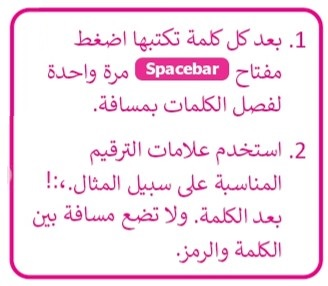 1. بعد كل كلمة تكتبها اضغط
مفتاح Spacebar مرة واحدة
لفصل الكلمات بمسافة.
2. استخدم علامات الترقيم
المناسبة على سبيل المثال.،:!
بعد الكلمة. ولا تضع مسافة بين
الكلمة والرمز.